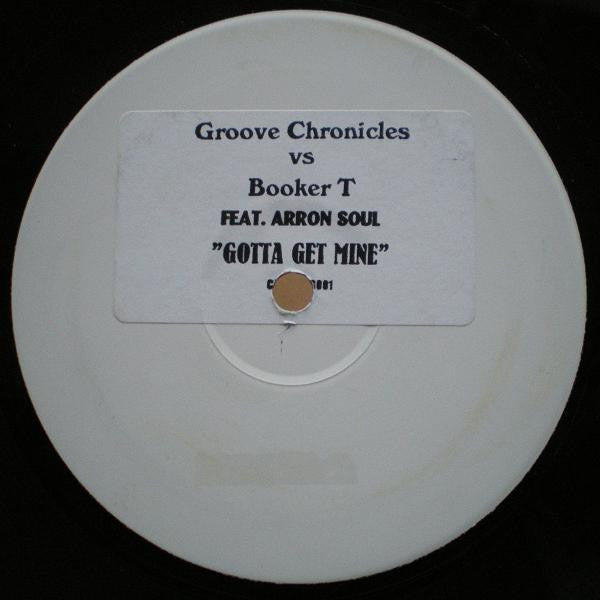 Groove Chronicles
vs
Booker T
FEAT. ARRON SOUL
"GOTTA GET MINE"